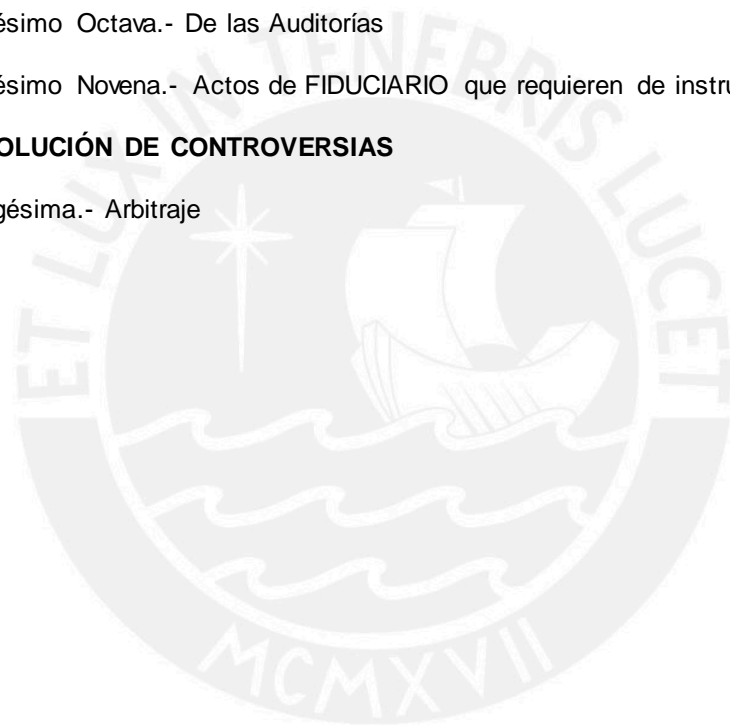 ésimo Octava.- De las Auditorías
ésimo Novena.- Actos de FIDUCIARIO que requieren de instru
OLUCIÓN DE CONTROVERSIAS
gésima.- Arbitraje
ET LUX IN TENEBRIS LUCET
MCMXVII